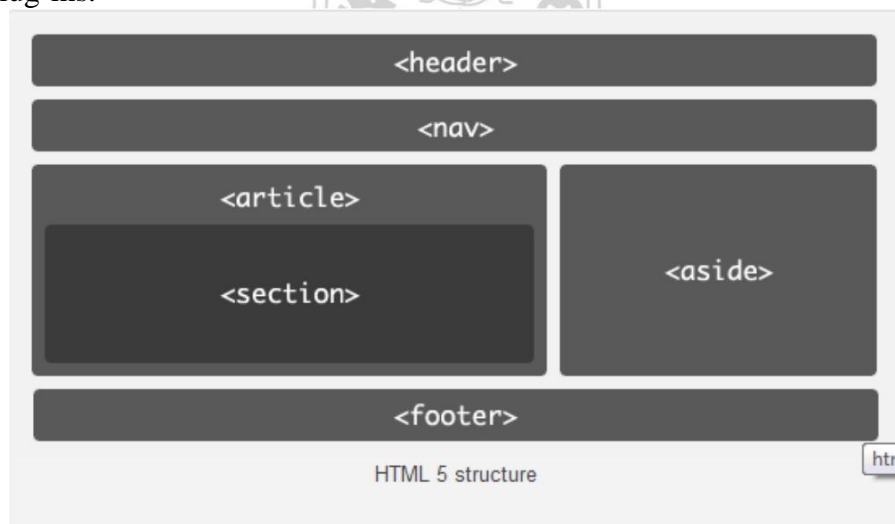 <header>
<nav>
<article>
<section>
<aside>
<footer>
HTML 5 structure